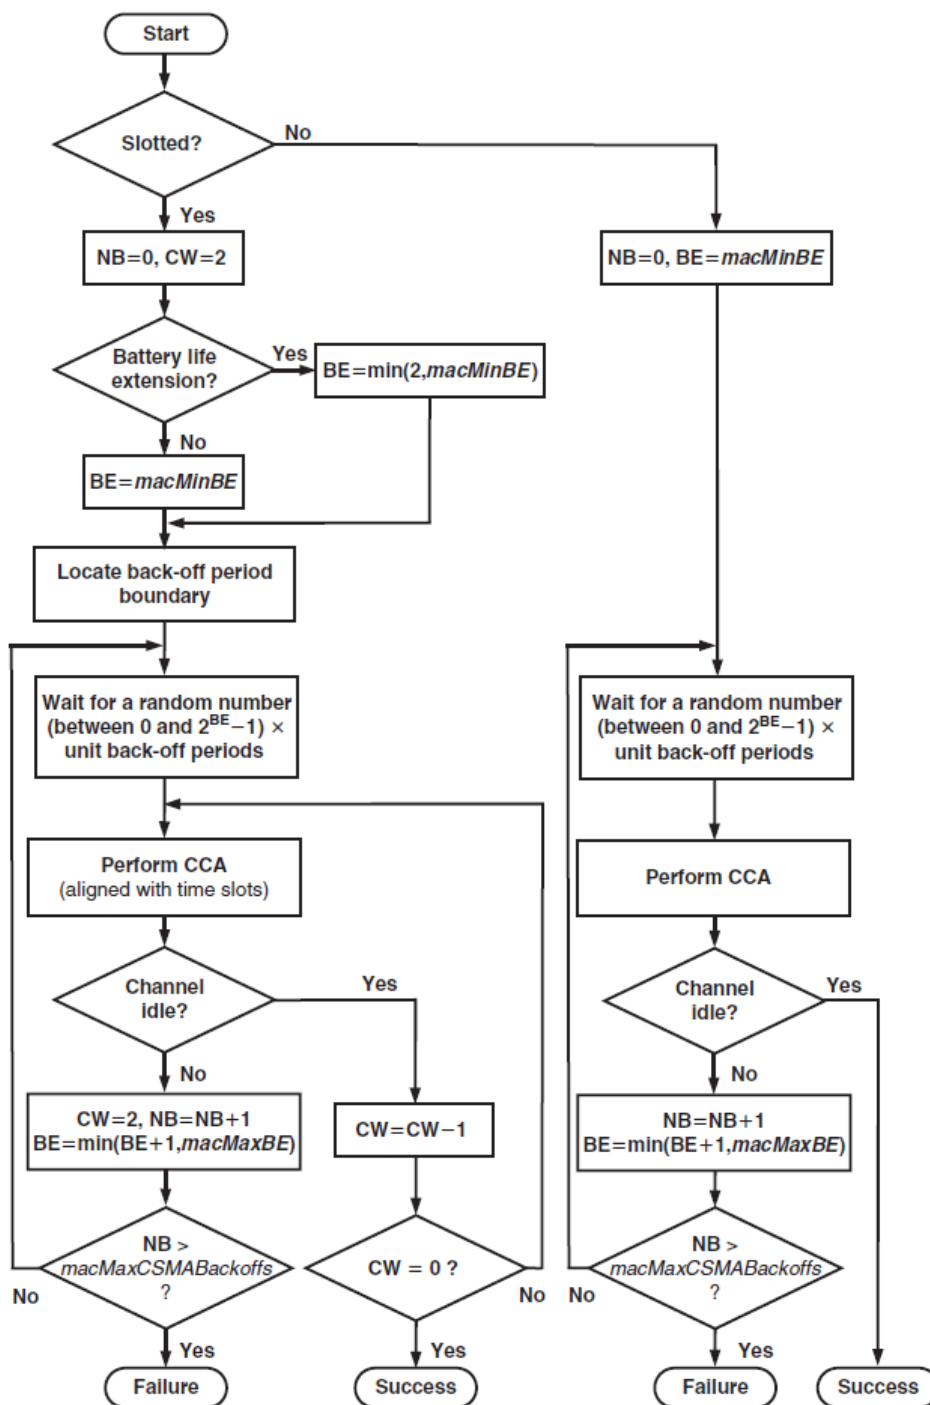 Start
Slotted?
No
Yes
NB=0, CW=2
NB=0, BE=macMinBE
Battery life
extension?
Yes
BE=min(2,macMinBE)
No
BE=macMinBE
Locate back-off period
boundary
Wait for a random number
(between 0 and 2^BE−1) ×
unit back-off periods
Wait for a random number
(between 0 and 2^BE−1) ×
unit back-off periods
Perform CCA
(aligned with time slots)
Perform CCA
Channel
idle?
Yes
No
Channel
idle?
Yes
No
CW=2, NB=NB+1
BE=min(BE+1,macMaxBE)
CW=CW−1
NB=NB+1
BE=min(BE+1,macMaxBE)
NB >
macMaxCSMABackoffs
?
No
Yes
CW = 0 ?
No
Yes
NB >
macMaxCSMABackoffs
?
No
Yes
Failure
Success
Failure
Success